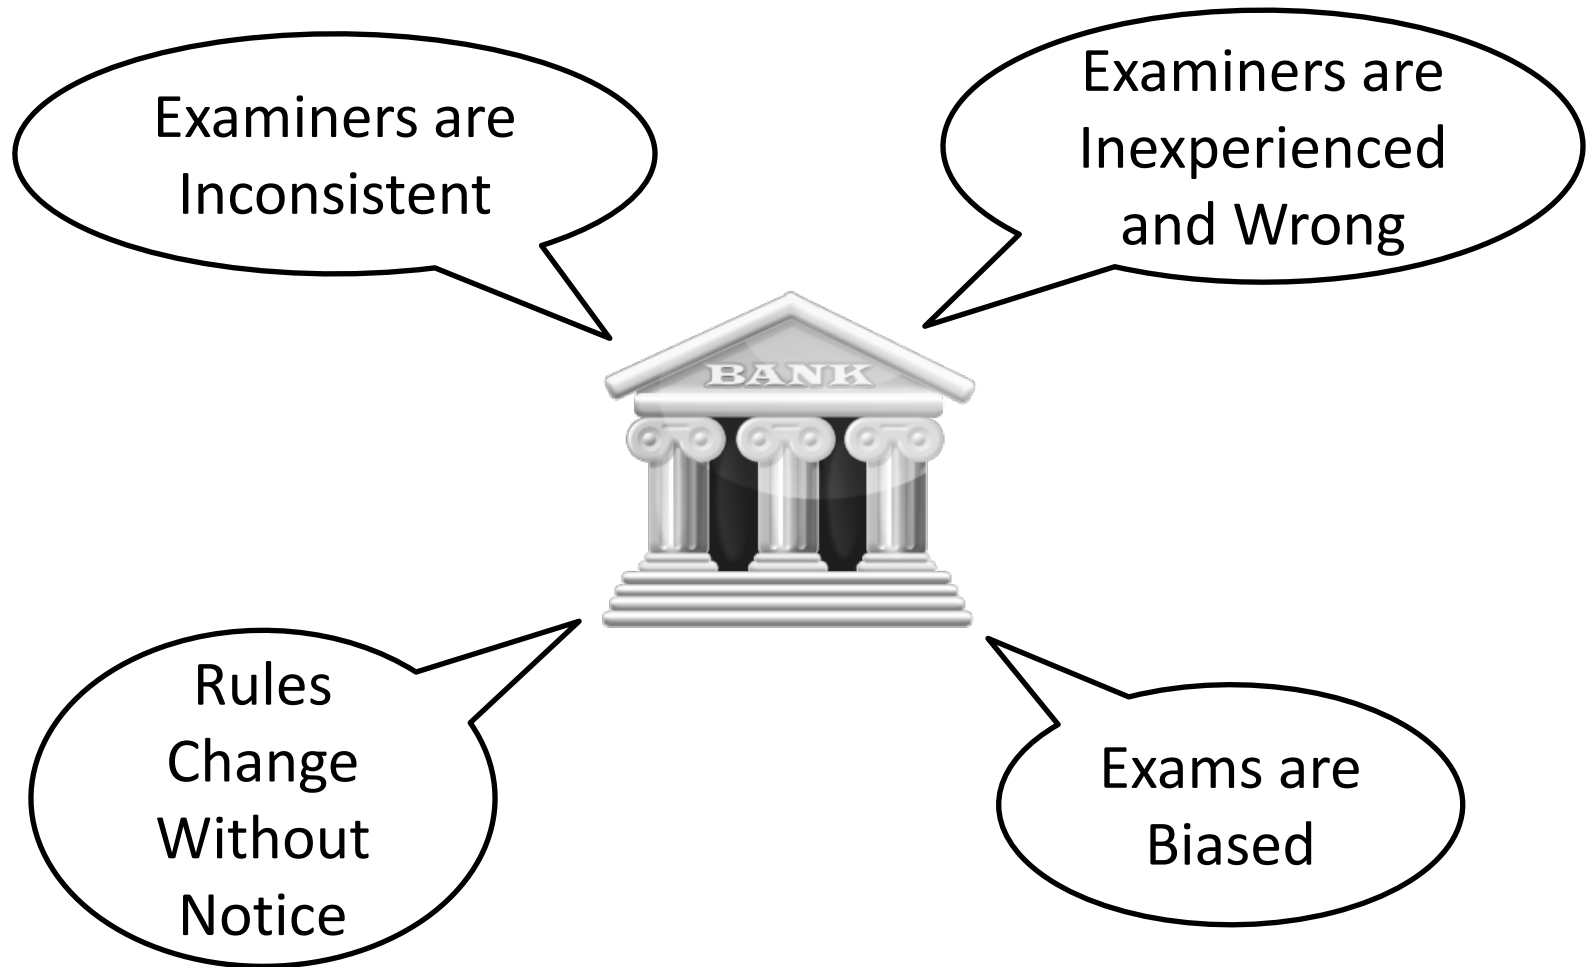 Examiners are
Inconsistent
Examiners are
Inexperienced
and Wrong
BANK
Rules
Change
Without
Notice
Exams are
Biased